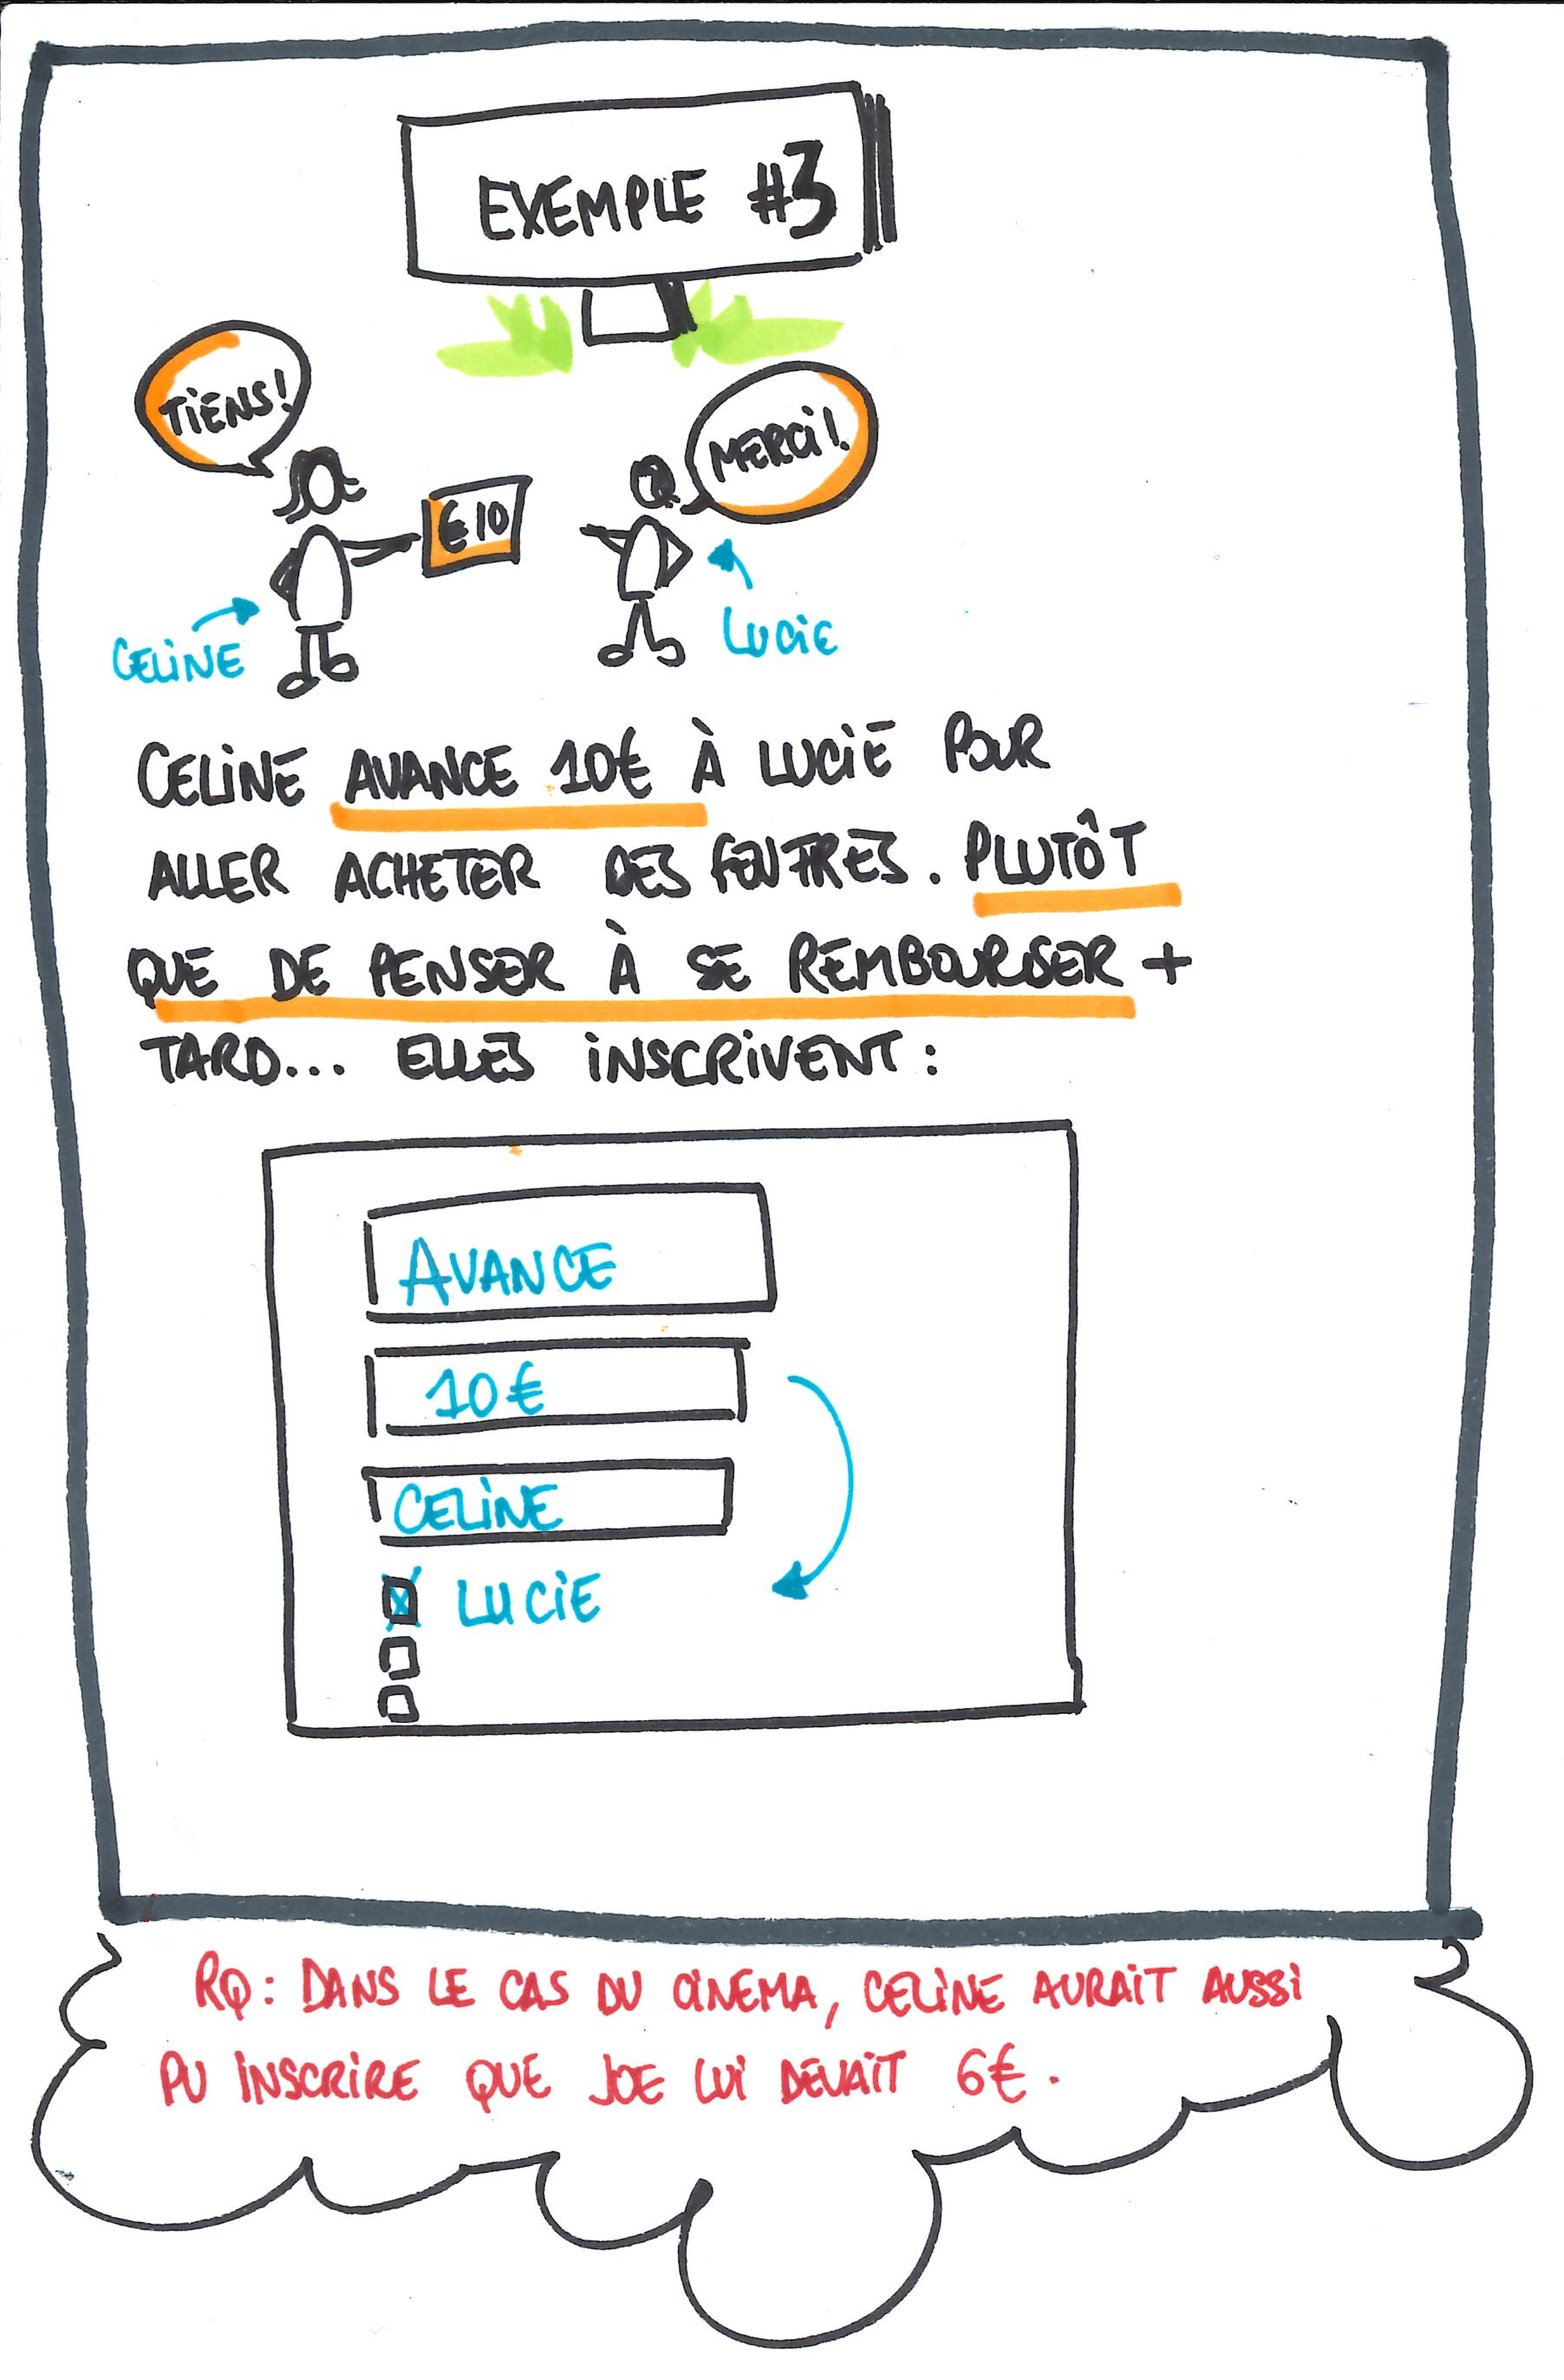 EXEMPLE #3
TiENS!
MERCi!
€10
CELiNE
LUCiE
CELiNE AVANCE 10€ À LUCiE POUR
ALLER ACHETER DES FEUTRES. PLUTÔT
QUE DE PENSER À SE REMBOURSER +
TARD... ELLES iNSCRiVENT :
AVANCE
10€
CELiNE
LUCiE
RQ : DANS LE CAS DU CiNEMA, CELiNE AURAiT AUSSi
PU iNSCRiRE QUE JOE LUi DEVAiT 6€.